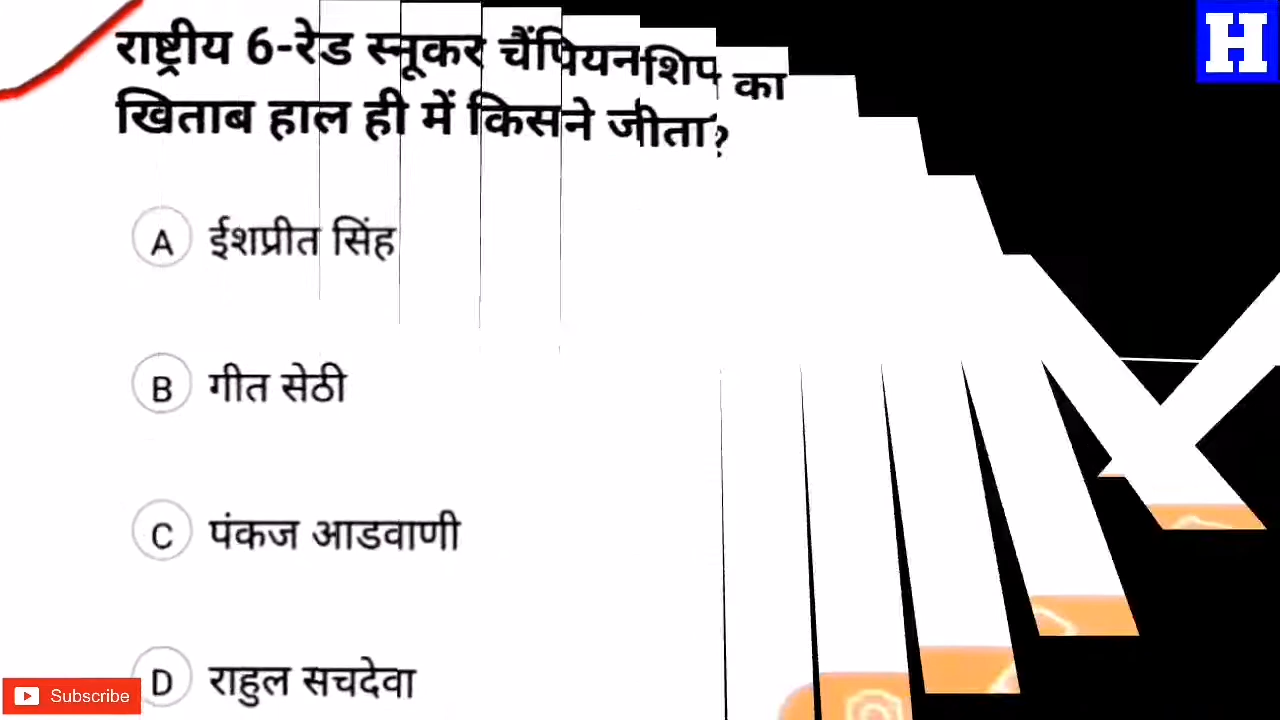 राष्ट्रीय 6-रेड स्नूकर चैंपियनशिप का
खिताब हाल ही में किसने जीता?
A ईशप्रीत सिंह
B गीत सेठी
C पंकज आडवाणी
D राहुल सचदेवा
Subscribe
H